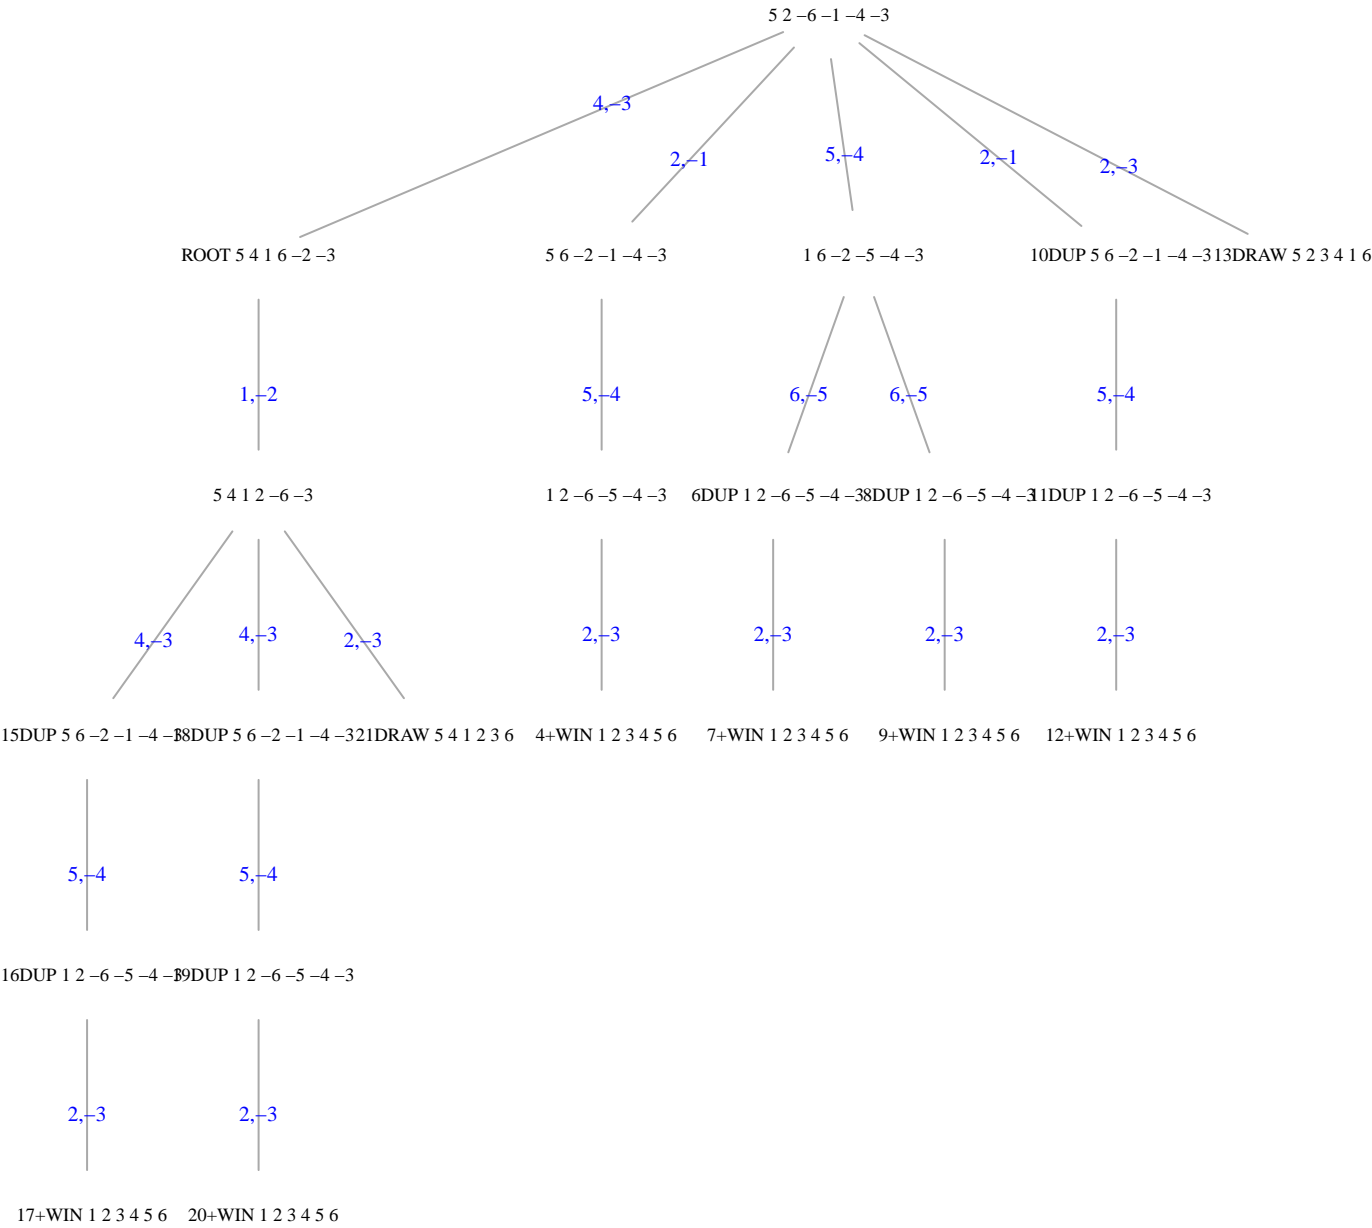 5 2 –6 –1 –4 –3
4,–3
2,–1
5,–4
2,–1
2,–3
ROOT 5 4 1 6 –2 –3
5 6 –2 –1 –4 –3
1 6 –2 –5 –4 –3
10DUP 5 6 –2 –1 –4 –3
13DRAW 5 2 3 4 1 6
1,–2
5,–4
6,–5
6,–5
5,–4
5 4 1 2 –6 –3
1 2 –6 –5 –4 –3
6DUP 1 2 –6 –5 –4 –3
8DUP 1 2 –6 –5 –4 –3
11DUP 1 2 –6 –5 –4 –3
4,–3
4,–3
2,–3
2,–3
2,–3
2,–3
2,–3
15DUP 5 6 –2 –1 –4 –3
18DUP 5 6 –2 –1 –4 –3
21DRAW 5 4 1 2 3 6
4+WIN 1 2 3 4 5 6
7+WIN 1 2 3 4 5 6
9+WIN 1 2 3 4 5 6
12+WIN 1 2 3 4 5 6
5,–4
5,–4
16DUP 1 2 –6 –5 –4 –3
19DUP 1 2 –6 –5 –4 –3
2,–3
2,–3
17+WIN 1 2 3 4 5 6
20+WIN 1 2 3 4 5 6